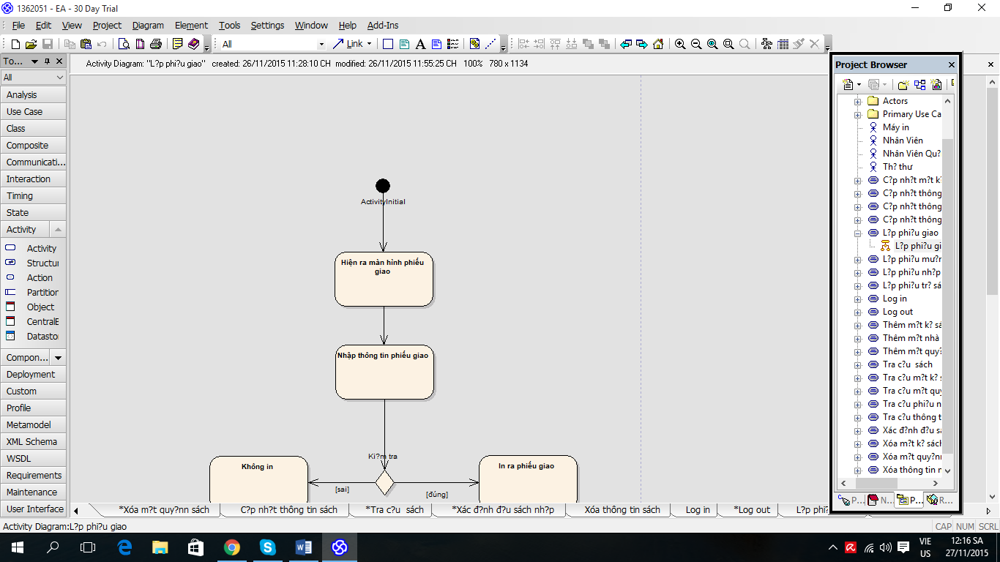 1362051 - EA - 30 Day Trial
File Edit View Project Diagram Element Tools Settings Window Help Add-Ins
All Link
To...
All
Analysis
Use Case
Class
Composite
Communicati...
Interaction
Timing
State
Activity
Activity
Structur
Action
Partition
Object
CentralB
Datastor
Compon...
Deployment
Custom
Profile
Metamodel
XML Schema
WSDL
Requirements
Maintenance
User Interface
Activity Diagram: "L?p phi?u giao" created: 26/11/2015 11:28:10 CH modified: 26/11/2015 11:55:25 CH 100% 780 x 1134
ActivityInitial
Hiện ra màn hình phiếu
giao
Nhập thông tin phiếu giao
Ki?m tra
Không in
[sai]
[đúng]
In ra phiếu giao
Project Browser
Actors
Primary Use Ca
Máy in
Nhân Viên
Nhân Viên Qu?
Th? thư
C?p nh?t m?t k?
C?p nh?t thông
C?p nh?t thông
C?p nh?t thông
L?p phi?u giao
L?p phi?u gi
L?p phi?u mư?n
L?p phi?u nh?p
L?p phi?u tr? sá
Log in
Log out
Thêm m?t k? sá
Thêm m?t nhà
Thêm m?t quy?
Tra c?u sách
Tra c?u m?t k? s
Tra c?u m?t quy
Tra c?u phi?u n
Tra c?u thông t
Xác đ?nh đ?u sá
Xóa m?t k? sách
Xóa m?t quy?n
Xóa thông tin n
P... N... P... R...
*Xóa m?t quy?nn sách C?p nh?t thông tin sách *Tra c?u sách *Xác đ?nh đ?u sách nh?p Xóa thông tin sách Log in *Log out L?p phi?
Activity Diagram:L?p phi?u giao
CAP NUM SCRL
VIE
US
12:16 SA
27/11/2015